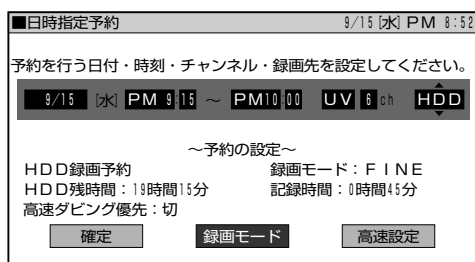 ■日時指定予約 9/15[水]PM 8:52
予約を行う日付・時刻・チャンネル・録画先を設定してください。
9/15 [水] PM 9:15 ～ PM10:00 UV 6ch HDD
～予約の設定～
HDD録画予約 録画モード：FINE
HDD残時間：19時間15分 記録時間：0時間45分
高速ダビング優先：切
確定 録画モード 高速設定